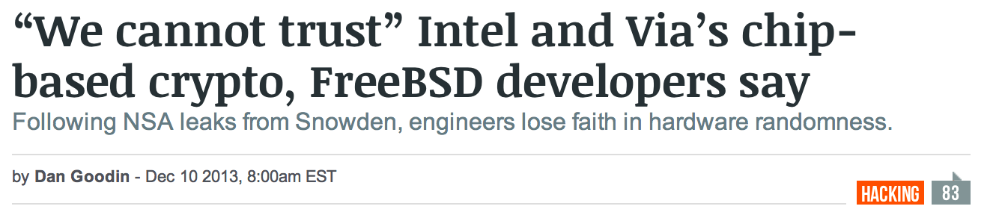 “We cannot trust” Intel and Via’s chip-
based crypto, FreeBSD developers say
Following NSA leaks from Snowden, engineers lose faith in hardware randomness.
by Dan Goodin - Dec 10 2013, 8:00am EST
HACKING 83